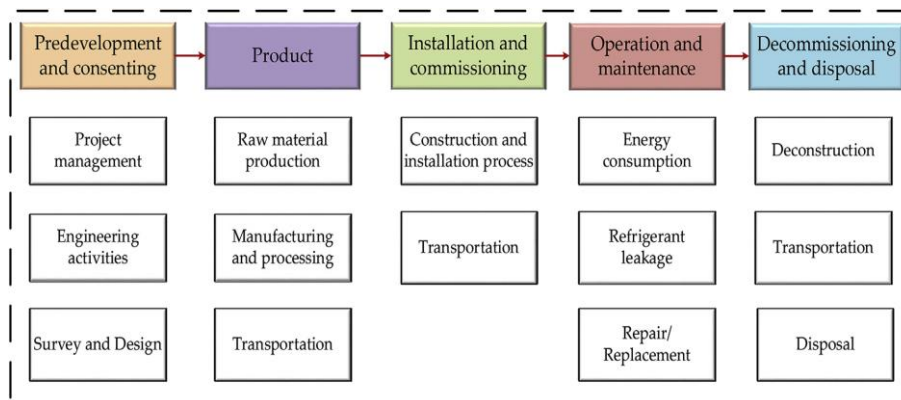 Predevelopment
and consenting
Product
Installation and
commissioning
Operation and
maintenance
Decommissioning
and disposal
Project
management
Raw material
production
Construction and
installation process
Energy
consumption
Deconstruction
Engineering
activities
Manufacturing
and processing
Transportation
Refrigerant
leakage
Transportation
Survey and Design
Transportation
Repair/
Replacement
Disposal